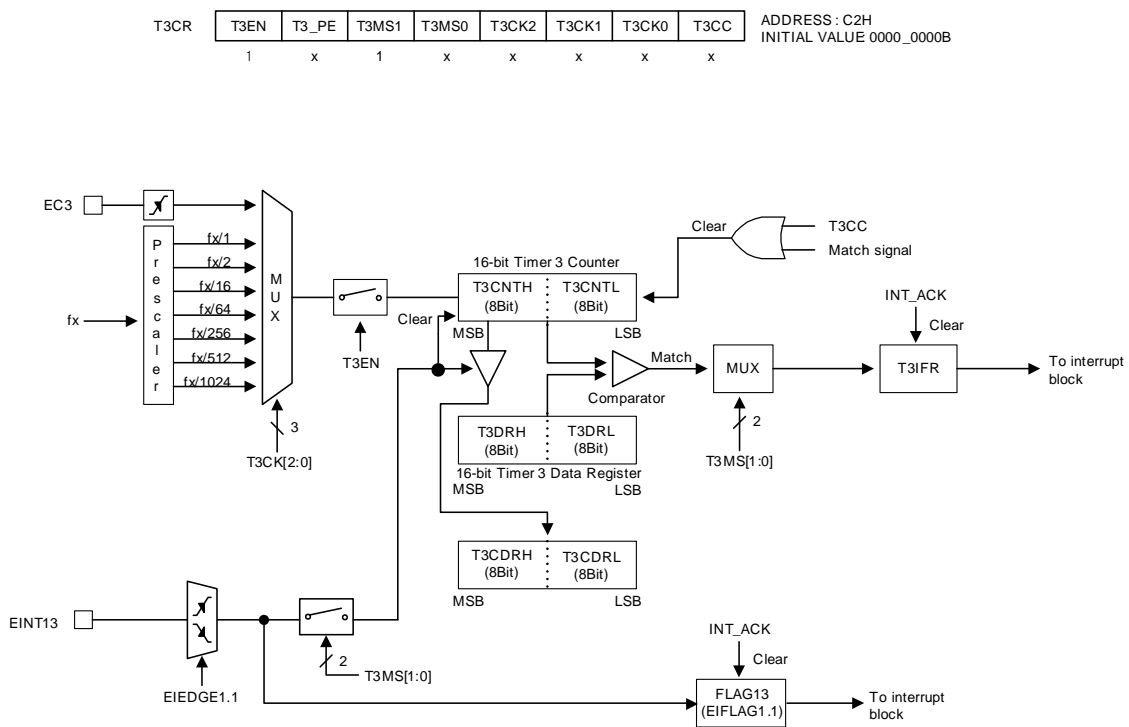 T3CR T3EN T3_PE T3MS1 T3MS0 T3CK2 T3CK1 T3CK0 T3CC ADDRESS : C2H
INITIAL VALUE 0000_0000B
1 x 1 x x x x x
EC3
Prescaler
fx
fx/1
fx/2
fx/16
fx/64
fx/256
fx/512
fx/1024
MUX
3
T3CK[2:0]
T3EN
Clear
16-bit Timer 3 Counter
T3CNTH
(8Bit)
T3CNTL
(8Bit)
MSB
LSB
Clear
T3CC
Match signal
Match
Comparator
T3DRH
(8Bit)
T3DRL
(8Bit)
16-bit Timer 3 Data Register
MSB
LSB
MUX
2
T3MS[1:0]
INT_ACK
Clear
T3IFR
To interrupt
block
T3CDRH
(8Bit)
T3CDRL
(8Bit)
MSB
LSB
EINT13
EIEDGE1.1
2
T3MS[1:0]
INT_ACK
Clear
FLAG13
(EIFLAG1.1)
To interrupt
block